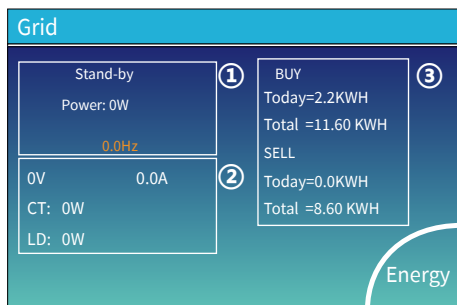 Grid
Stand-by
①
Power: 0W
0.0Hz
0V 0.0A
②
CT: 0W
LD: 0W
BUY
③
Today=2.2KWH
Total =11.60 KWH
SELL
Today=0.0KWH
Total =8.60 KWH
Energy